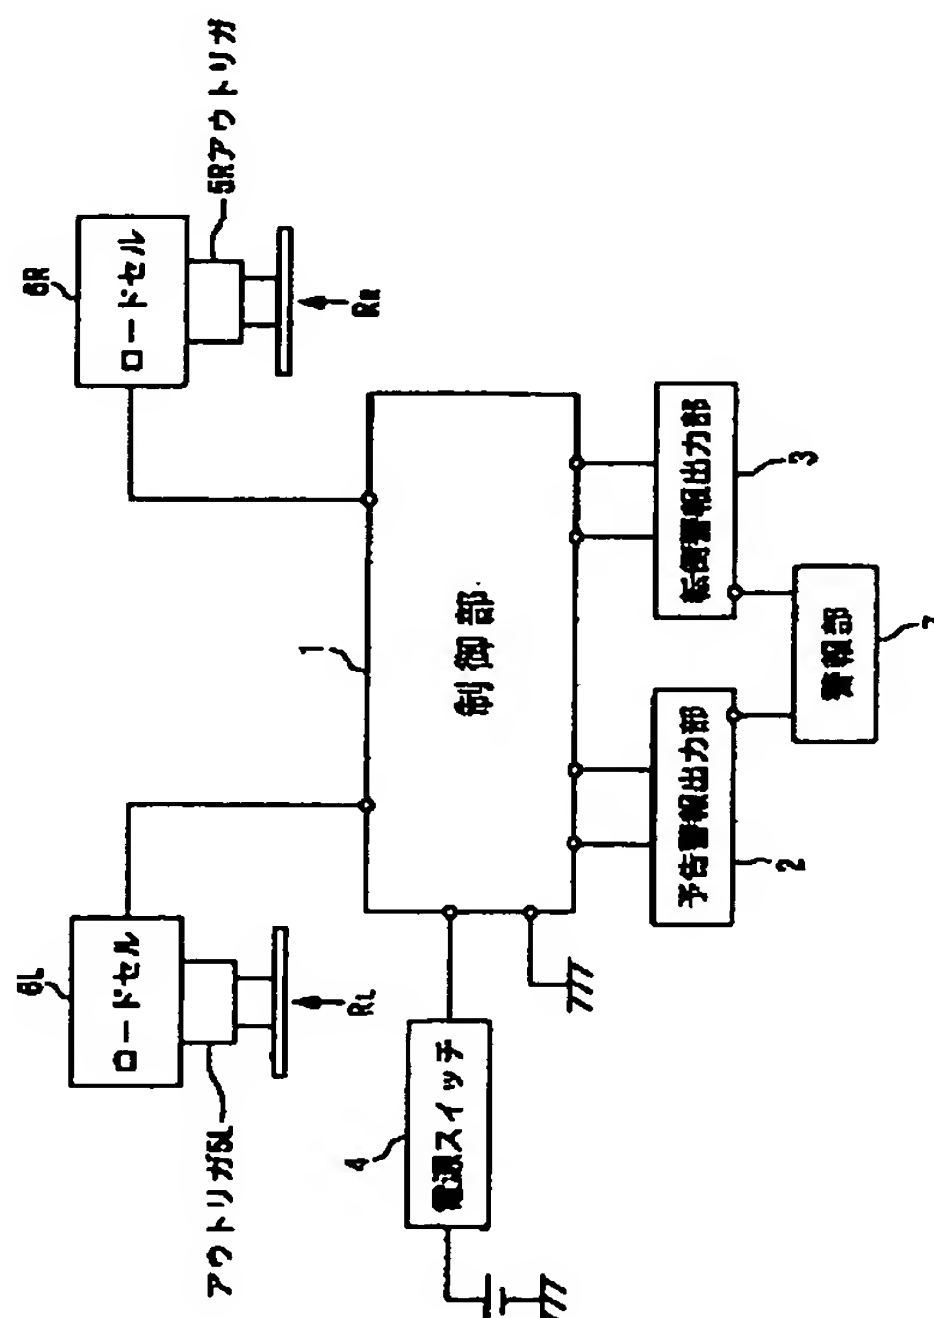 6L
ロードセル
アウトリガ5L
RL
6R
ロードセル
5Rアウトリガ
RR
1
制御部
4
電源スイッチ
予告警報出力部
2
転倒警報出力部
3
警報部
7